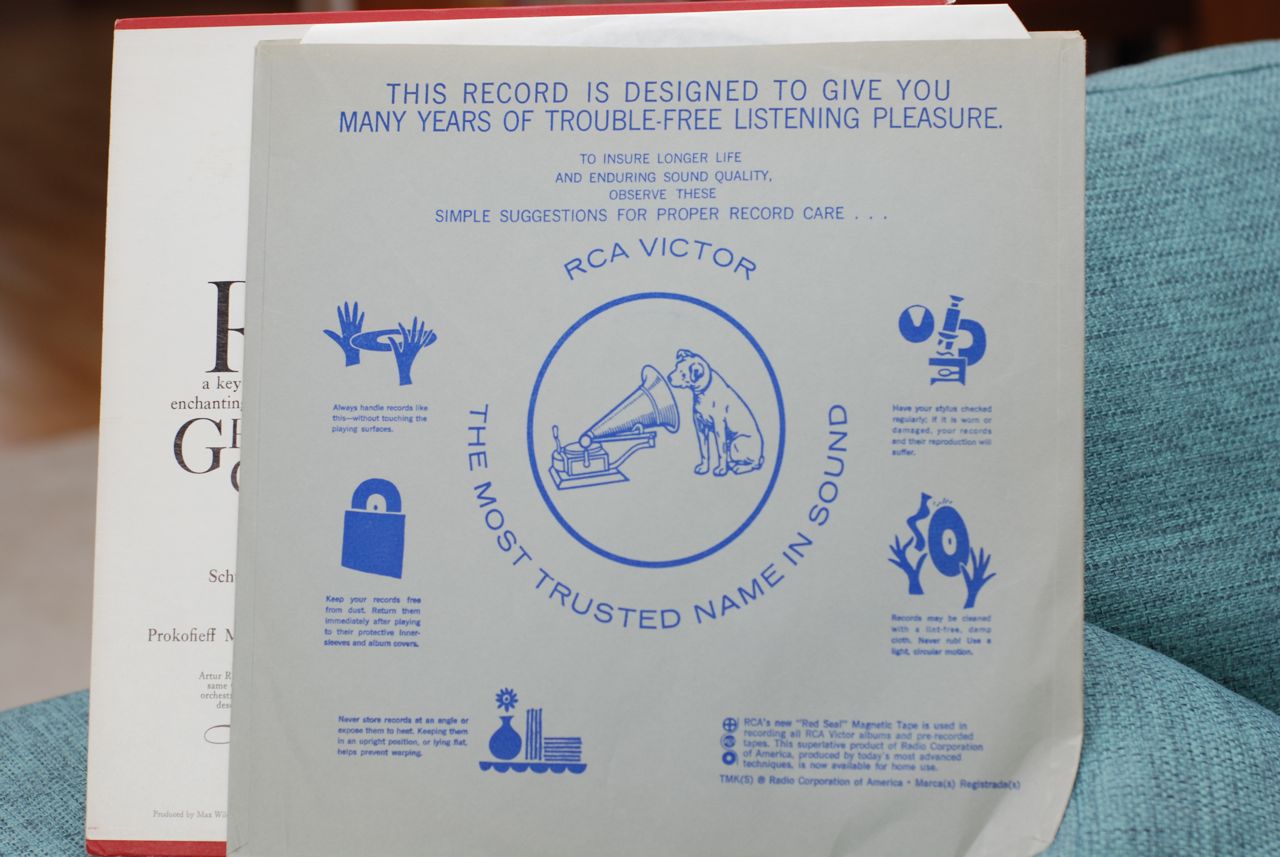 THIS RECORD IS DESIGNED TO GIVE YOU
MANY YEARS OF TROUBLE-FREE LISTENING PLEASURE.
TO INSURE LONGER LIFE
AND ENDURING SOUND QUALITY,
OBSERVE THESE
SIMPLE SUGGESTIONS FOR PROPER RECORD CARE . . .
RCA VICTOR
THE MOST TRUSTED NAME IN SOUND
Always handle records like
this—without touching the
playing surfaces.
Have your stylus checked
regularly; if it is worn or
damaged, your records
and their reproduction will
suffer.
Keep your records free
from dust. Return them
immediately after playing
to their protective inner-
sleeves and album covers.
Records may be cleaned
with a lint-free, damp
cloth. Never rub! Use a
light, circular motion.
Never store records at an angle or
expose them to heat. Keeping them
in an upright position, or lying flat,
helps prevent warping.
RCA's new "Red Seal" Magnetic Tape is used in
recording all RCA Victor albums and pre-recorded
tapes. This superlative product of Radio Corporation
of America, produced by today's most advanced
techniques, is now available for home use.
TMK(S) ® Radio Corporation of America • Marca(s) Registrada(s)
a key
enchanting
Prokofieff
Artur
same
Produced by Max